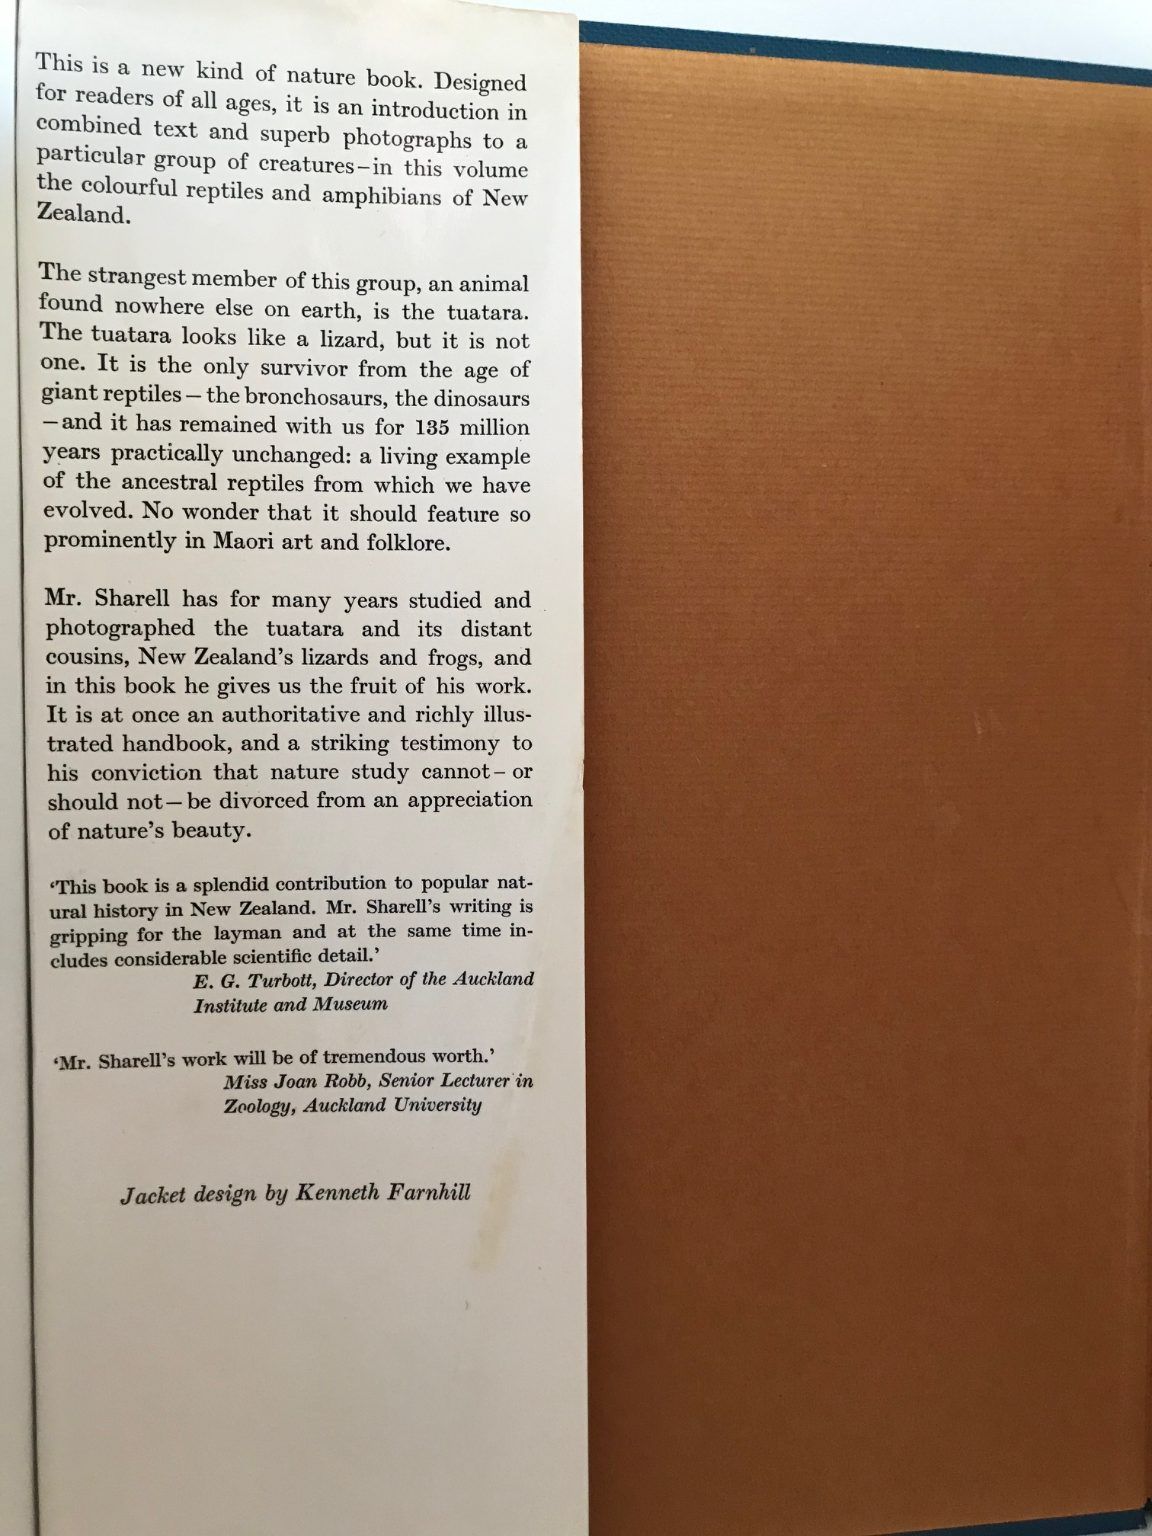 This is a new kind of nature book. Designed
for readers of all ages, it is an introduction in
combined text and superb photographs to a
particular group of creatures–in this volume
the colourful reptiles and amphibians of New
Zealand.
The strangest member of this group, an animal
found nowhere else on earth, is the tuatara.
The tuatara looks like a lizard, but it is not
one. It is the only survivor from the age of
giant reptiles – the bronchosaurs, the dinosaurs
– and it has remained with us for 135 million
years practically unchanged: a living example
of the ancestral reptiles from which we have
evolved. No wonder that it should feature so
prominently in Maori art and folklore.
Mr. Sharell has for many years studied and
photographed the tuatara and its distant
cousins, New Zealand's lizards and frogs, and
in this book he gives us the fruit of his work.
It is at once an authoritative and richly illus-
trated handbook, and a striking testimony to
his conviction that nature study cannot – or
should not – be divorced from an appreciation
of nature's beauty.
‘This book is a splendid contribution to popular nat-
ural history in New Zealand. Mr. Sharell's writing is
gripping for the layman and at the same time in-
cludes considerable scientific detail.’
E. G. Turbott, Director of the Auckland
Institute and Museum
‘Mr. Sharell's work will be of tremendous worth.’
Miss Joan Robb, Senior Lecturer in
Zoology, Auckland University
Jacket design by Kenneth Farnhill